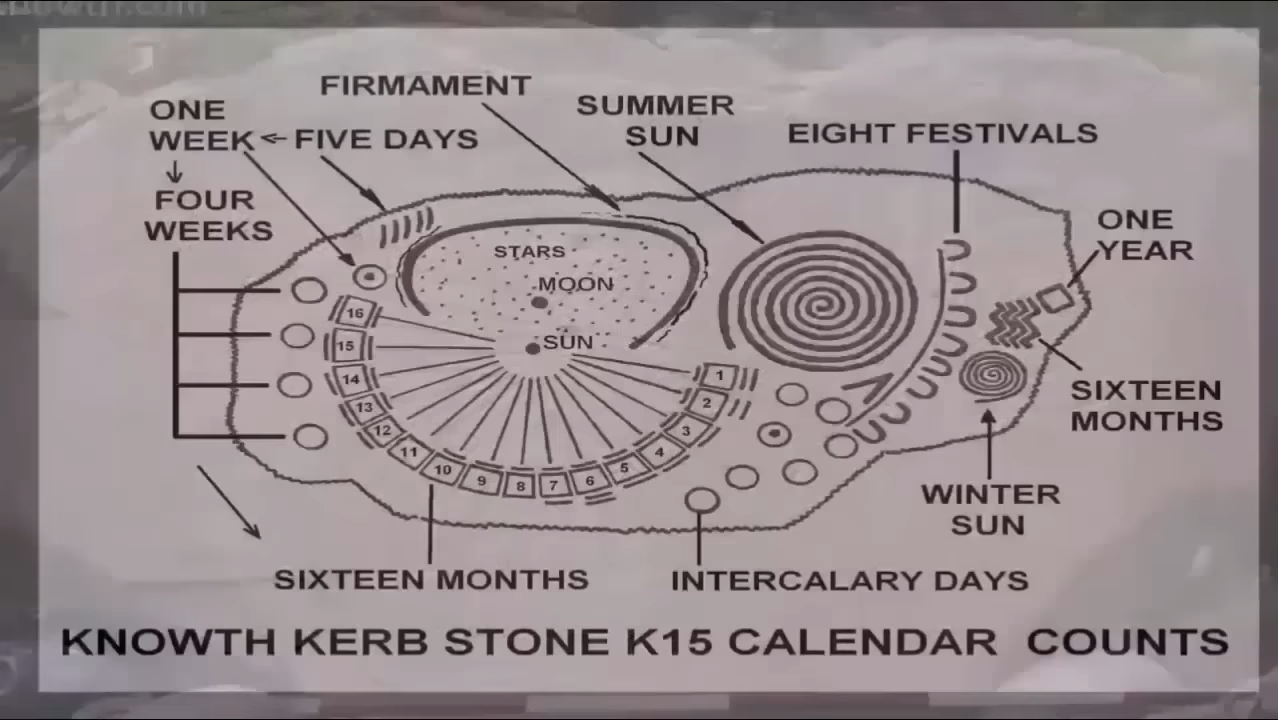 knowth.com
FIRMAMENT
ONE
WEEK
FIVE DAYS
FOUR
WEEKS
SUMMER
SUN
EIGHT FESTIVALS
ONE
YEAR
STARS
MOON
SUN
16
15
14
13
12
11
10
9
8
7
6
5
4
3
2
1
SIXTEEN
MONTHS
WINTER
SUN
SIXTEEN MONTHS
INTERCALARY DAYS
KNOWTH KERB STONE K15 CALENDAR COUNTS